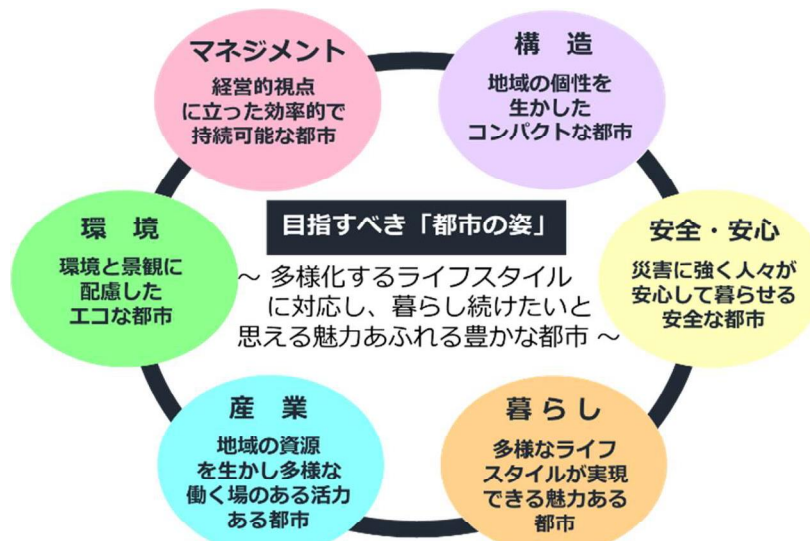 マネジメント
経営的視点
に立った効率的で
持続可能な都市
構　造
地域の個性を
生かした
コンパクトな都市
環　境
環境と景観に
配慮した
エコな都市
目指すべき「都市の姿」
～ 多様化するライフスタイル
に対応し、暮らし続けたいと
思える魅力あふれる豊かな都市 ～
安全・安心
災害に強く人々が
安心して暮らせる
安全な都市
産　業
地域の資源
を生かし多様な
働く場のある活力
ある都市
暮 ら し
多様なライフ
スタイルが実現
できる魅力ある
都市